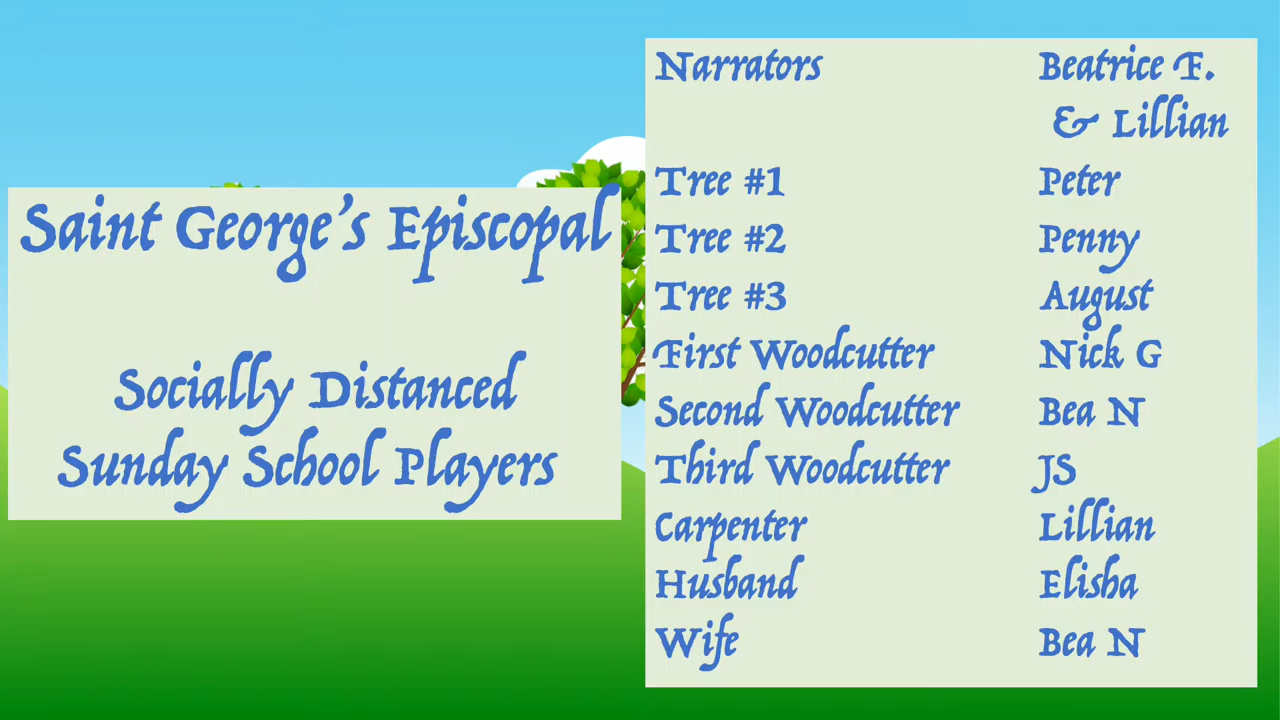 Saint George's Episcopal
Socially Distanced
Sunday School Players
Narrators Beatrice F.
& Lillian
Tree #1 Peter
Tree #2 Penny
Tree #3 August
First Woodcutter Nick G
Second Woodcutter Bea N
Third Woodcutter JS
Carpenter Lillian
Husband Elisha
Wife Bea N